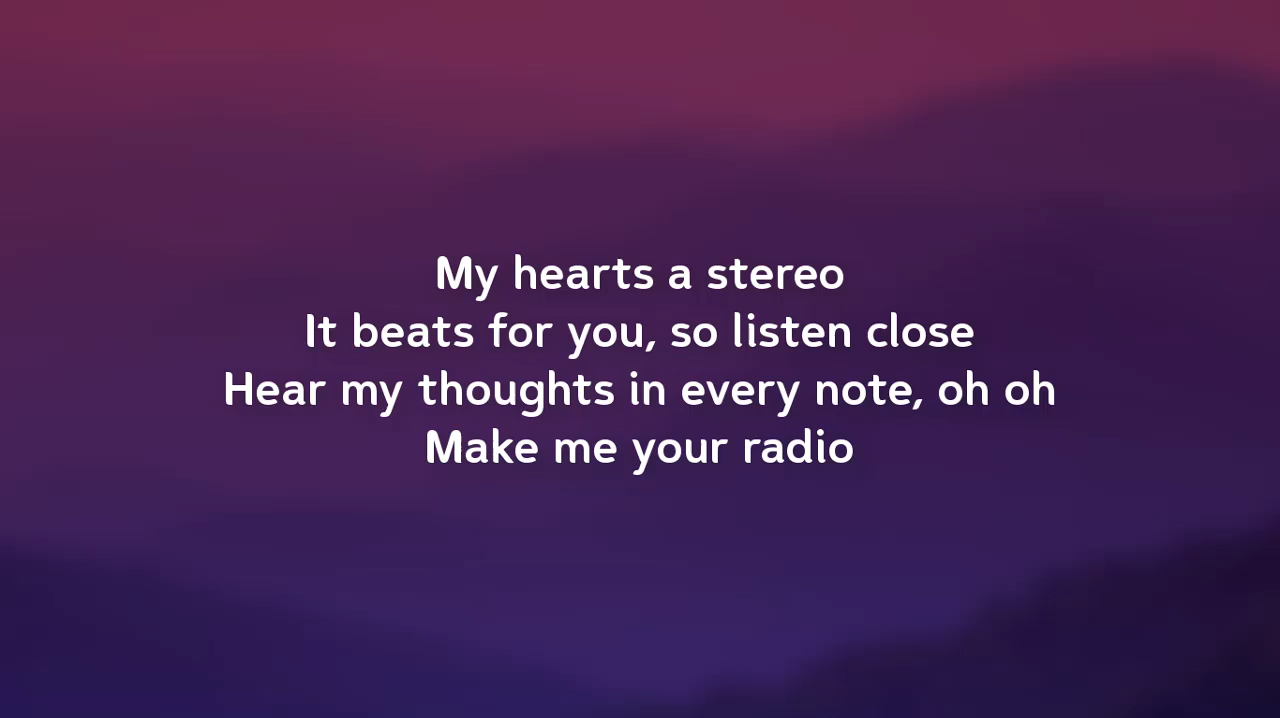 My hearts a stereo
It beats for you, so listen close
Hear my thoughts in every note, oh oh
Make me your radio